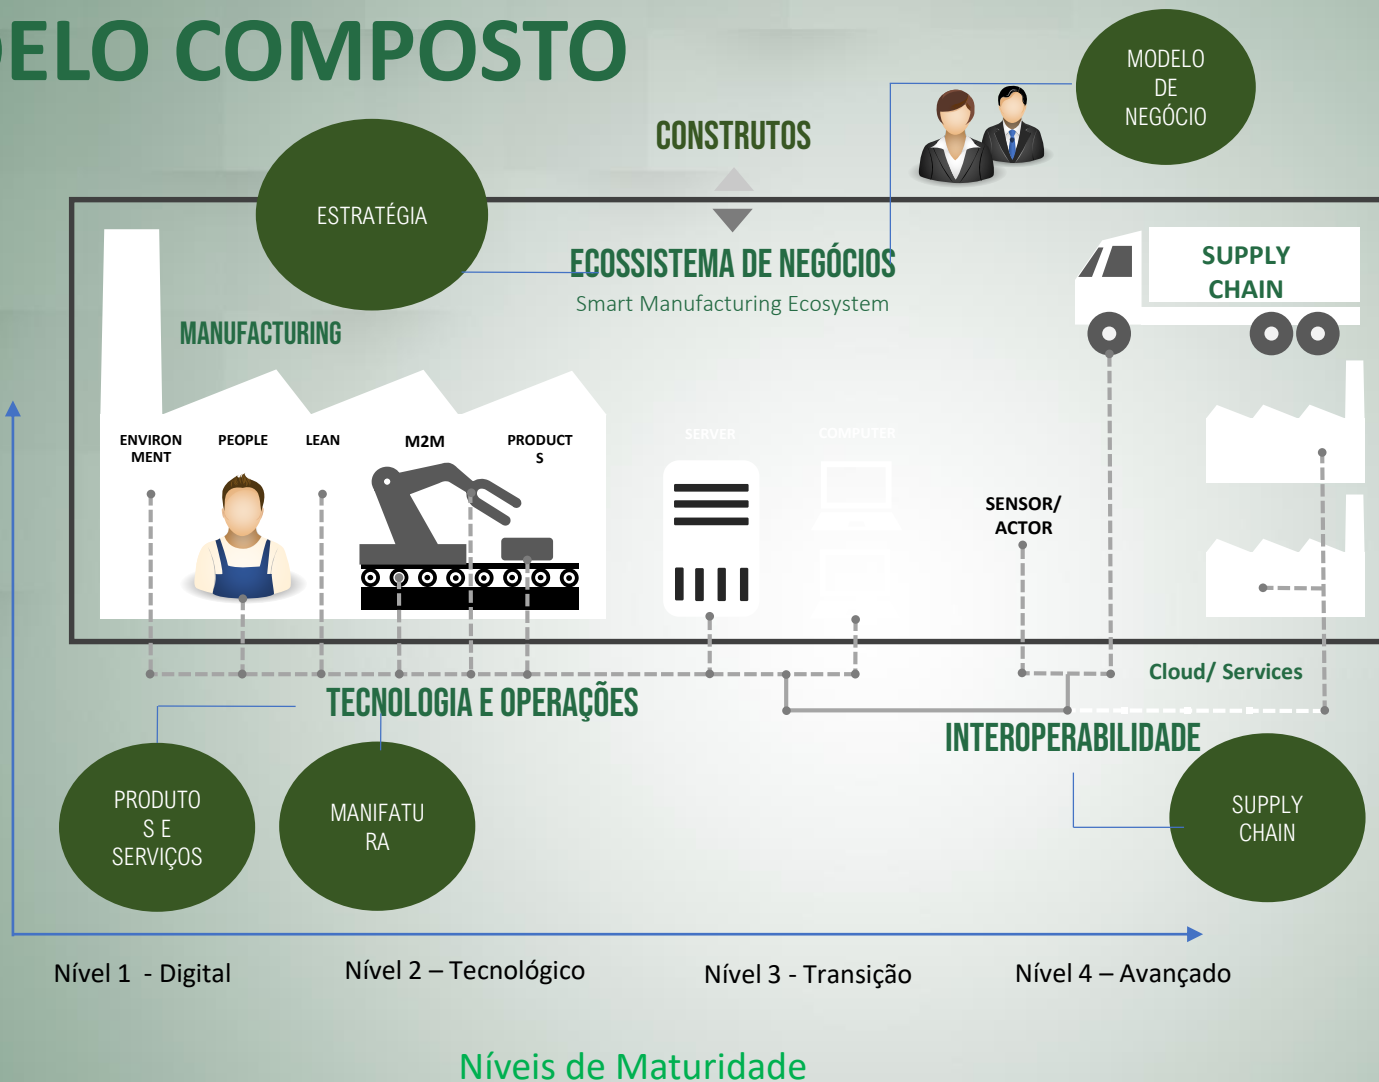 DELO COMPOSTO
MODELO
DE
NEGÓCIO
CONSTRUTOS
ESTRATÉGIA
ECOSSISTEMA DE NEGÓCIOS
Smart Manufacturing Ecosystem
SUPPLY
CHAIN
MANUFACTURING
ENVIRON
MENT
PEOPLE
LEAN
M2M
PRODUCT
S
SERVER
COMPUTER
SENSOR/
ACTOR
Cloud/ Services
TECNOLOGIA E OPERAÇÕES
INTEROPERABILIDADE
PRODUTO
S E
SERVIÇOS
MANIFATU
RA
SUPPLY
CHAIN
Nível 1 - Digital
Nível 2 – Tecnológico
Nível 3 - Transição
Nível 4 – Avançado
Níveis de Maturidade